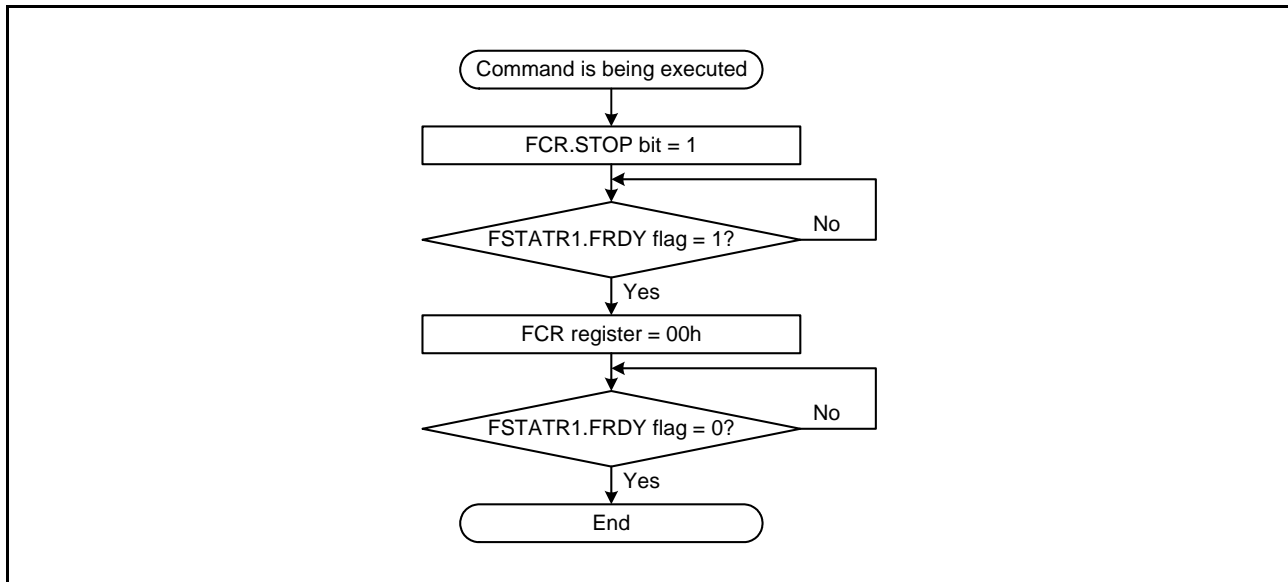 Command is being executed
FCR.STOP bit = 1
FSTATR1.FRDY flag = 1?
No
Yes
FCR register = 00h
FSTATR1.FRDY flag = 0?
No
Yes
End